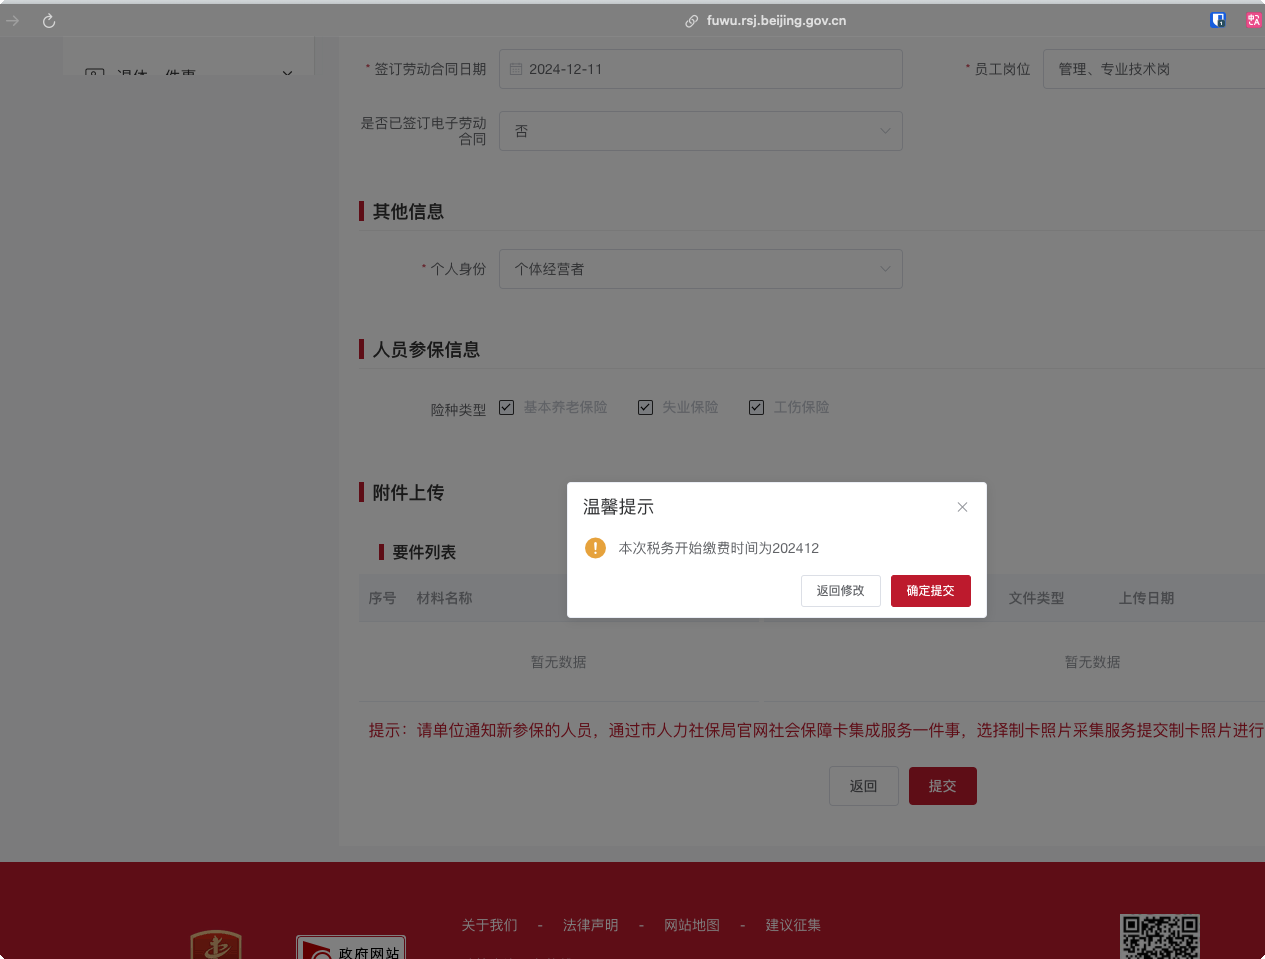 fuwu.rsj.beijing.gov.cn
* 签订劳动合同日期 2024-12-11 * 员工岗位 管理、专业技术岗
是否已签订电子劳动合同 否
其他信息
* 个人身份 个体经营者
人员参保信息
险种类型 基本养老保险 失业保险 工伤保险
附件上传
温馨提示
本次税务开始缴费时间为202412
返回修改 确定提交
要件列表
序号 材料名称 文件类型 上传日期
暂无数据 暂无数据
提示：请单位通知新参保的人员，通过市人力社保局官网社会保障卡集成服务一件事，选择制卡照片采集服务提交制卡照片进行
返回 提交
关于我们 - 法律声明 - 网站地图 - 建议征集
政府网站